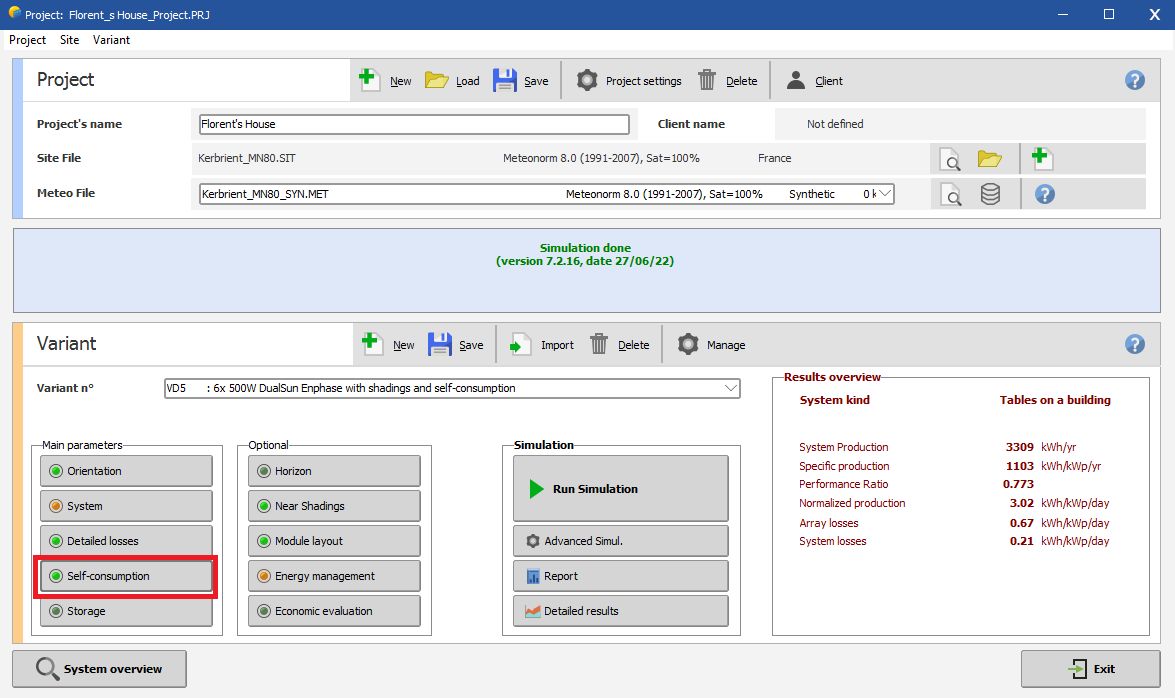 Project: Florent_s House_Project.PRJ
Project Site Variant
Project New Load Save Project settings Delete Client ?
Project's name Florent's House Client name Not defined
Site File Kerbrient_MN80.SIT Meteonorm 8.0 (1991-2007), Sat=100% France
Meteo File Kerbrient_MN80_SYN.MET Meteonorm 8.0 (1991-2007), Sat=100% Synthetic 0 k ?
Simulation done
(version 7.2.16, date 27/06/22)
Variant New Save Import Delete Manage ?
Variant n° VD5 : 6x 500W DualSun Enphase with shadings and self-consumption
Main parameters
Orientation
System
Detailed losses
Self-consumption
Storage
Optional
Horizon
Near Shadings
Module layout
Energy management
Economic evaluation
Simulation
Run Simulation
Advanced Simul.
Report
Detailed results
Results overview
System kind Tables on a building
System Production 3309 kWh/yr
Specific production 1103 kWh/kWp/yr
Performance Ratio 0.773
Normalized production 3.02 kWh/kWp/day
Array losses 0.67 kWh/kWp/day
System losses 0.21 kWh/kWp/day
System overview
Exit